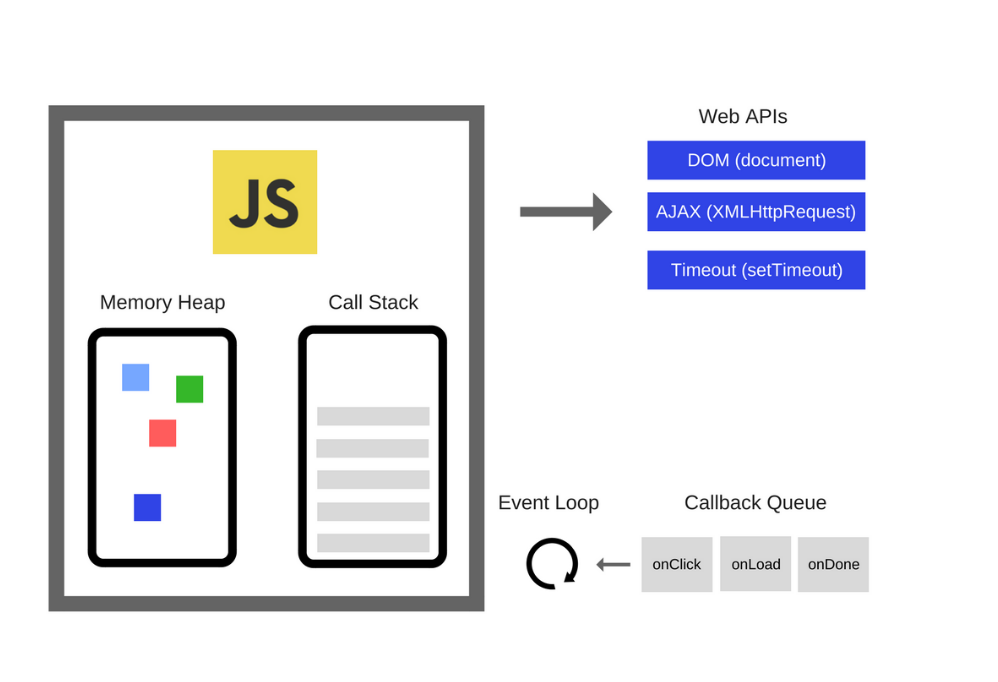 JS
Memory Heap
Call Stack
Web APIs
DOM (document)
AJAX (XMLHttpRequest)
Timeout (setTimeout)
Event Loop
Callback Queue
onClick
onLoad
onDone